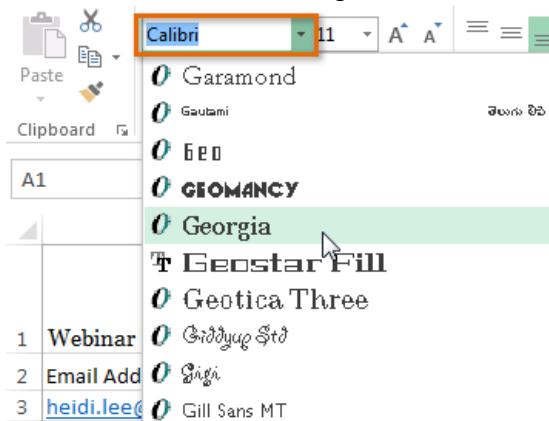 Calibri 11 A A
Paste
Clipboard
A1
Garamond
Gautami
Geo
GEOMANCY
Georgia
Geostar Fill
Geotica Three
Giddyup Std
Gigi
Gill Sans MT
1 Webinar
2 Email Add
3 heidi.lee@